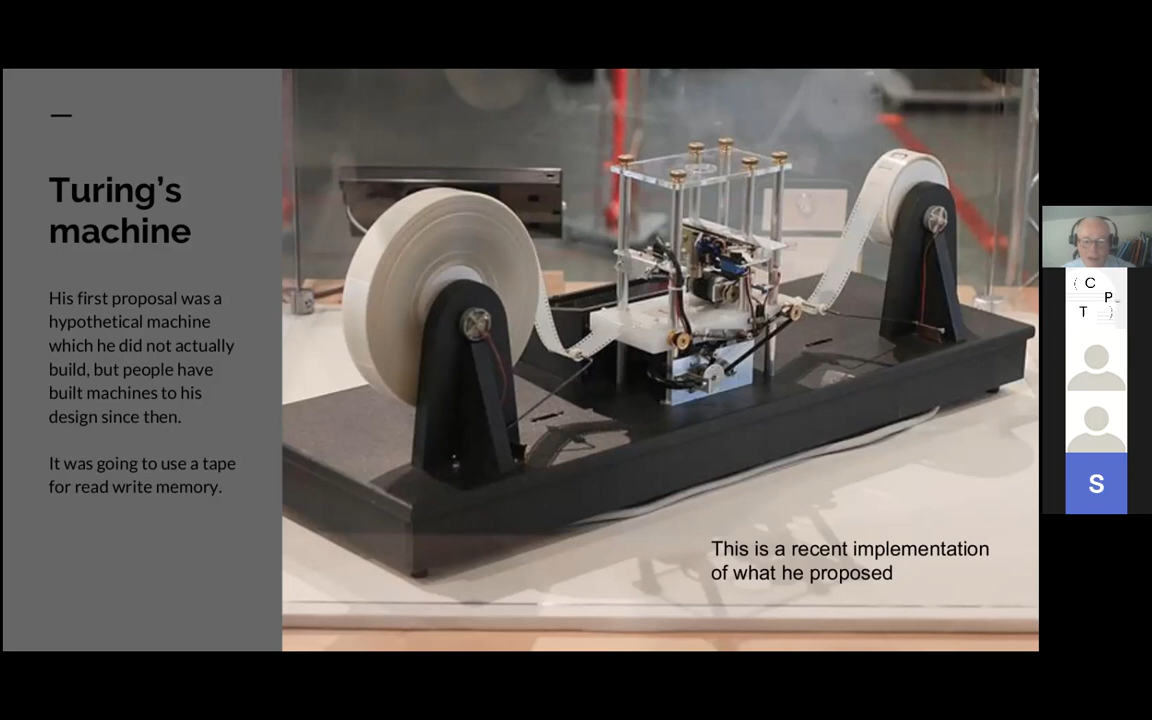 Turing’s
machine
His first proposal was a
hypothetical machine
which he did not actually
build, but people have
built machines to his
design since then.
It was going to use a tape
for read write memory.
This is a recent implementation
of what he proposed
C
P
T
S